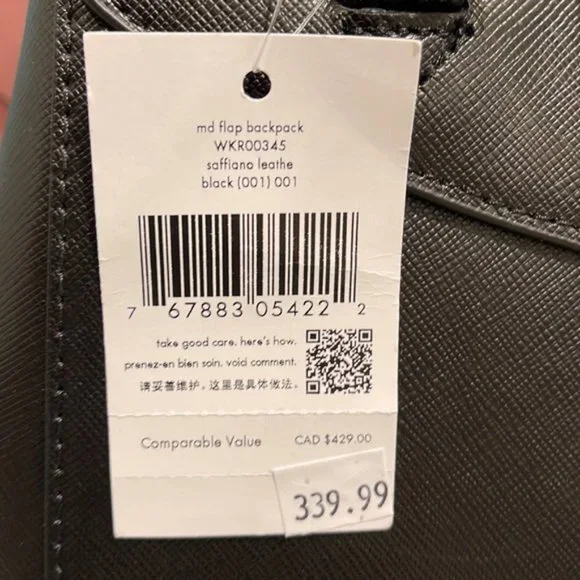 md flap backpack
WKR00345
saffiano leathe
black (001) 001
7 67883 05422 2
take good care. here's how.
prenez-en bien soin. void comment.
请妥善维护。这里是具体做法。
Comparable Value CAD $429.00
339.99